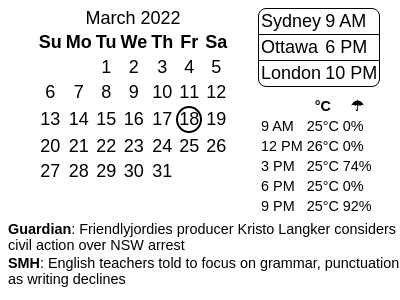 March 2022
Su Mo Tu We Th Fr Sa
1 2 3 4 5
6 7 8 9 10 11 12
13 14 15 16 17 18 19
20 21 22 23 24 25 26
27 28 29 30 31
Sydney 9 AM
Ottawa 6 PM
London 10 PM
°C ☂
9 AM 25°C 0%
12 PM 26°C 0%
3 PM 25°C 74%
6 PM 25°C 0%
9 PM 25°C 92%
Guardian: Friendlyjordies producer Kristo Langker considers
civil action over NSW arrest
SMH: English teachers told to focus on grammar, punctuation
as writing declines